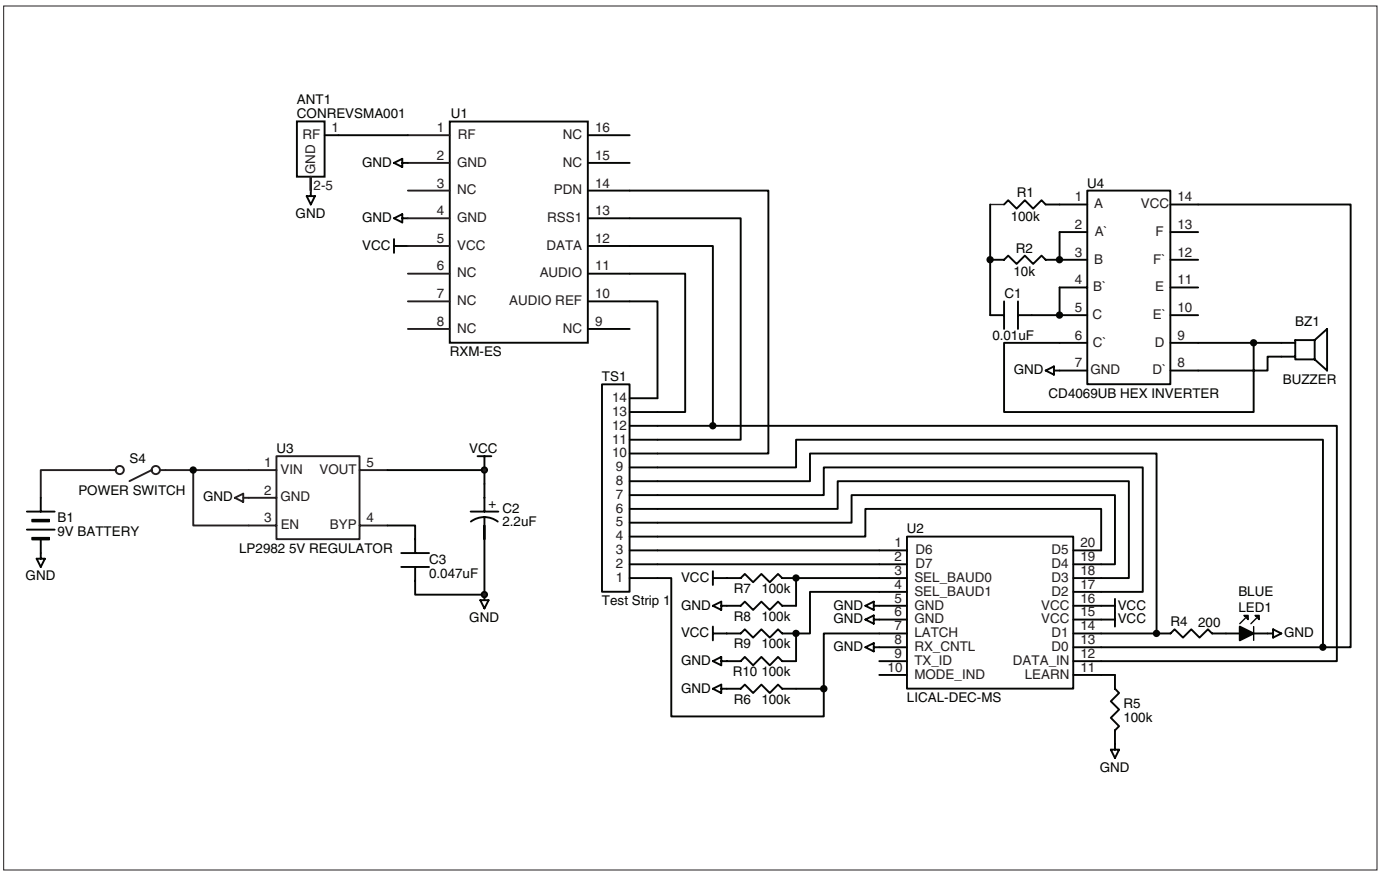 ANT1
CONREVSMA001
RF
GND
1
2-5
GND
U1
1 RF NC 16
GND 2 GND NC 15
3 NC PDN 14
GND 4 GND RSS1 13
VCC 5 VCC DATA 12
6 NC AUDIO 11
7 NC AUDIO REF 10
8 NC NC 9
RXM-ES
U4
R1
100k
1 A VCC 14
2 A` F 13
R2
10k
3 B F` 12
4 B` E 11
C1
0.01uF
5 C E` 10
6 C` D 9
GND 7 GND D` 8
CD4069UB HEX INVERTER
BZ1
BUZZER
TS1
14
13
12
11
10
9
8
7
6
5
4
3
2
1
Test Strip 1
S4
POWER SWITCH
B1
9V BATTERY
GND
U3
1 VIN VOUT 5
GND 2 GND
3 EN BYP 4
LP2982 5V REGULATOR
VCC
+
C2
2.2uF
C3
0.047uF
GND
U2
1 D6 D5 20
2 D7 D4 19
3 SEL_BAUD0 D3 18
4 SEL_BAUD1 D2 17
GND 5 GND VCC 16 VCC
GND 6 GND VCC 15 VCC
7 LATCH D1 14
GND 8 RX_CNTL D0 13
9 TX_ID DATA_IN 12
10 MODE_IND LEARN 11
LICAL-DEC-MS
VCC
R7 100k
GND
R8
100k
VCC
R9
100k
GND
R10 100k
GND
R6 100k
R4 200
BLUE
LED1
GND
R5
100k
GND